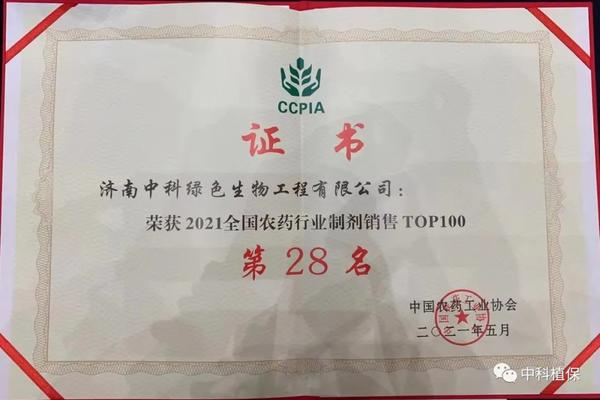 CCPIA
证书
济南中科绿色生物工程有限公司：
荣获2021全国农药行业制剂销售TOP100
第28名
中国农药工业协会
二〇二一年五月
中科植保